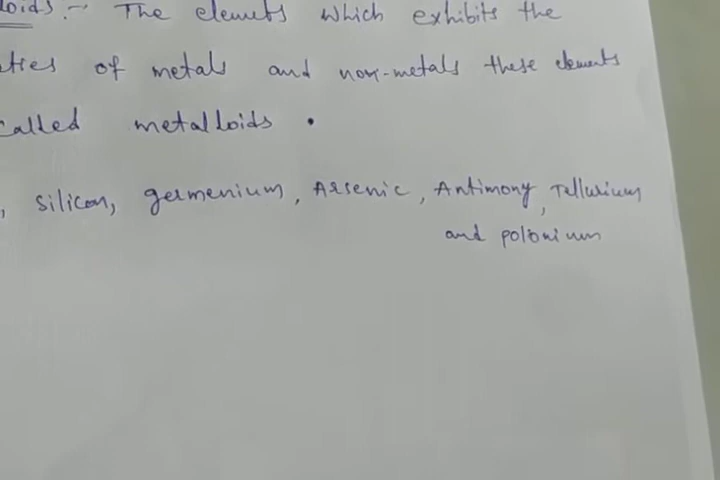 loids :- The elements which exhibits the
ties of metals and non-metals these elements
called metalloids .
, silicon, germenium, Arsenic, Antimony, Tellurium
and polonium